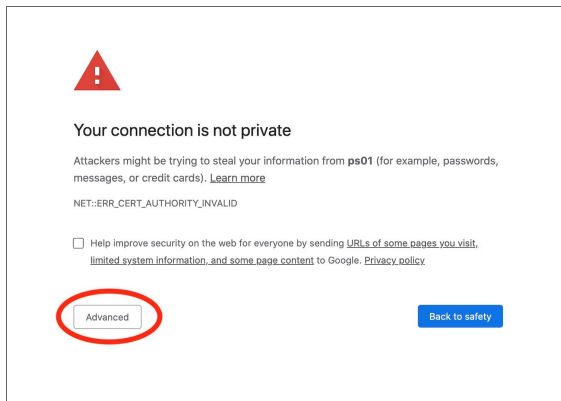 Your connection is not private
Attackers might be trying to steal your information from ps01 (for example, passwords,
messages, or credit cards). Learn more
NET::ERR_CERT_AUTHORITY_INVALID
Help improve security on the web for everyone by sending URLs of some pages you visit,
limited system information, and some page content to Google. Privacy policy
Advanced
Back to safety